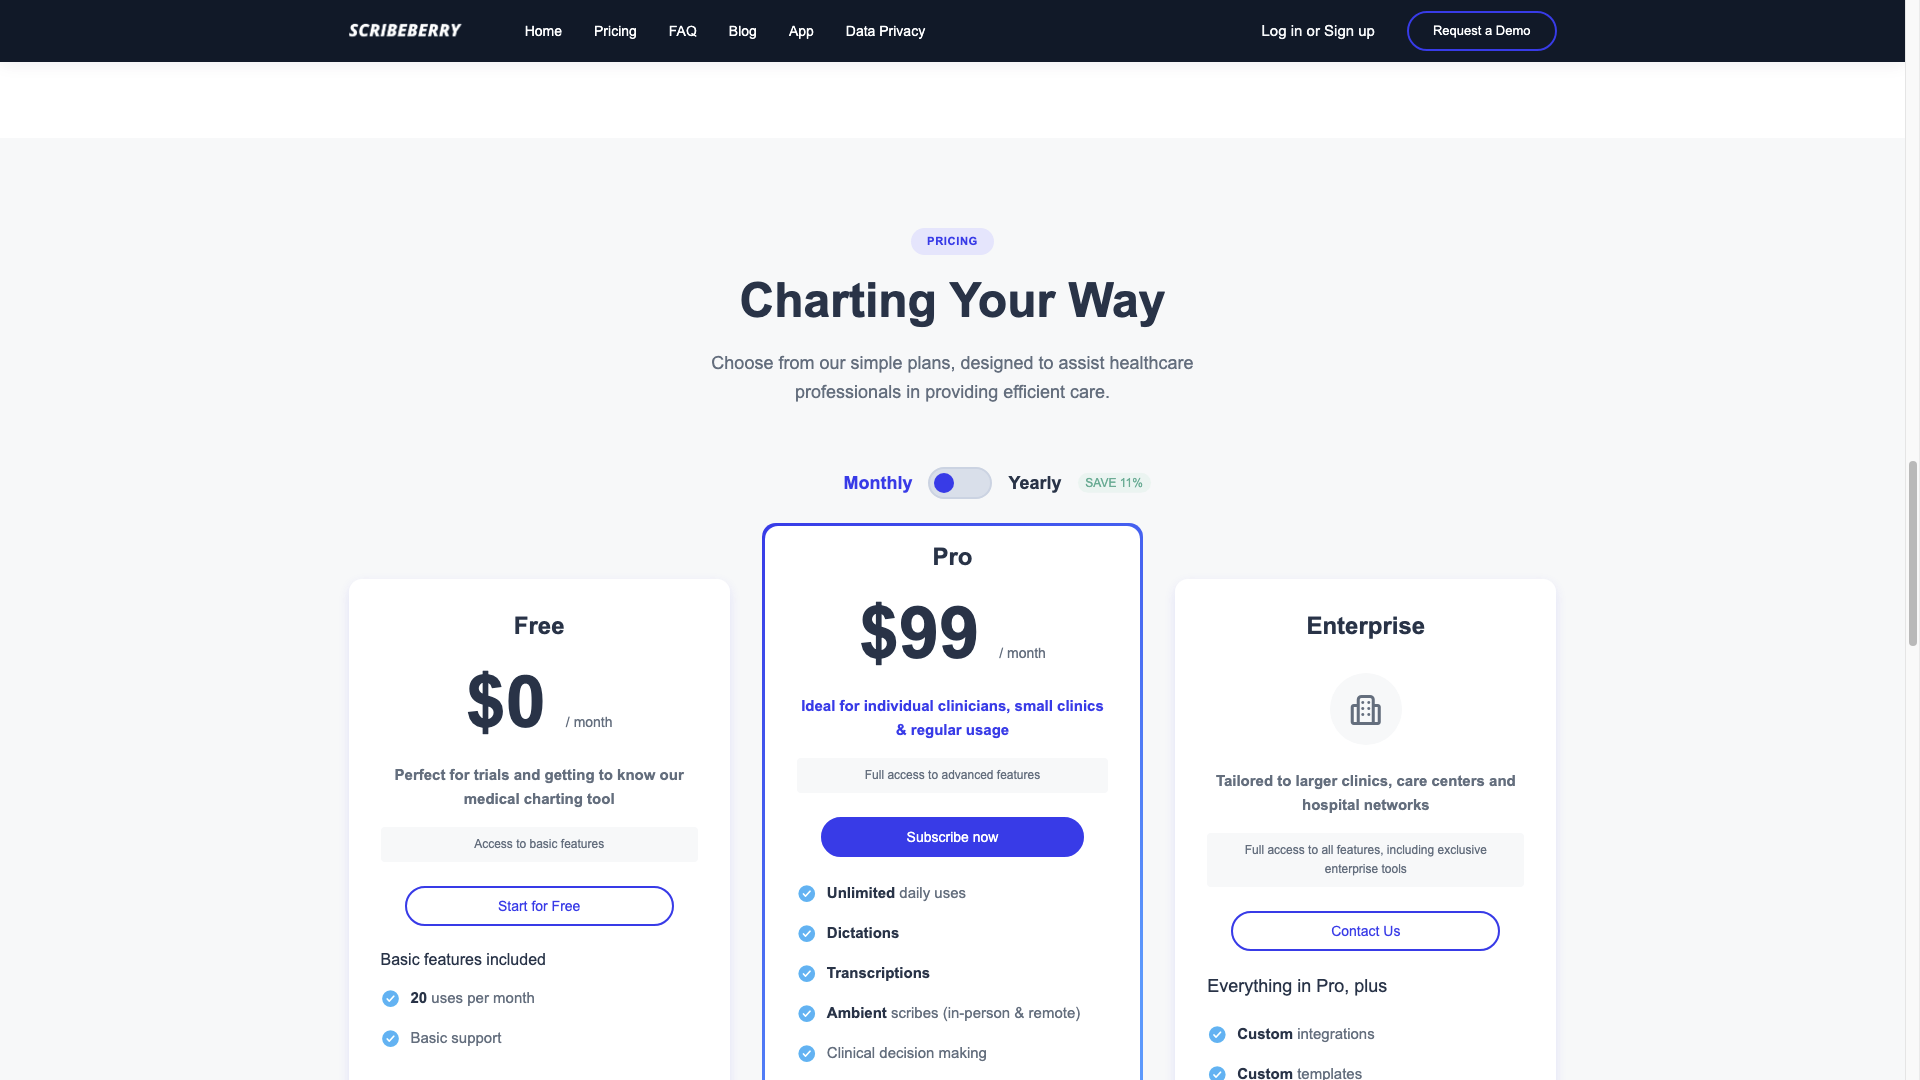 SCRIBEBERRY
Home
Pricing
FAQ
Blog
App
Data Privacy
Log in or Sign up
Request a Demo
PRICING
Charting Your Way
Choose from our simple plans, designed to assist healthcare
professionals in providing efficient care.
Monthly
Yearly
SAVE 11%
Free
$0 / month
Perfect for trials and getting to know our
medical charting tool
Access to basic features
Start for Free
Basic features included
20 uses per month
Basic support
Pro
$99 / month
Ideal for individual clinicians, small clinics
& regular usage
Full access to advanced features
Subscribe now
Unlimited daily uses
Dictations
Transcriptions
Ambient scribes (in-person & remote)
Clinical decision making
Enterprise
Tailored to larger clinics, care centers and
hospital networks
Full access to all features, including exclusive
enterprise tools
Contact Us
Everything in Pro, plus
Custom integrations
Custom templates